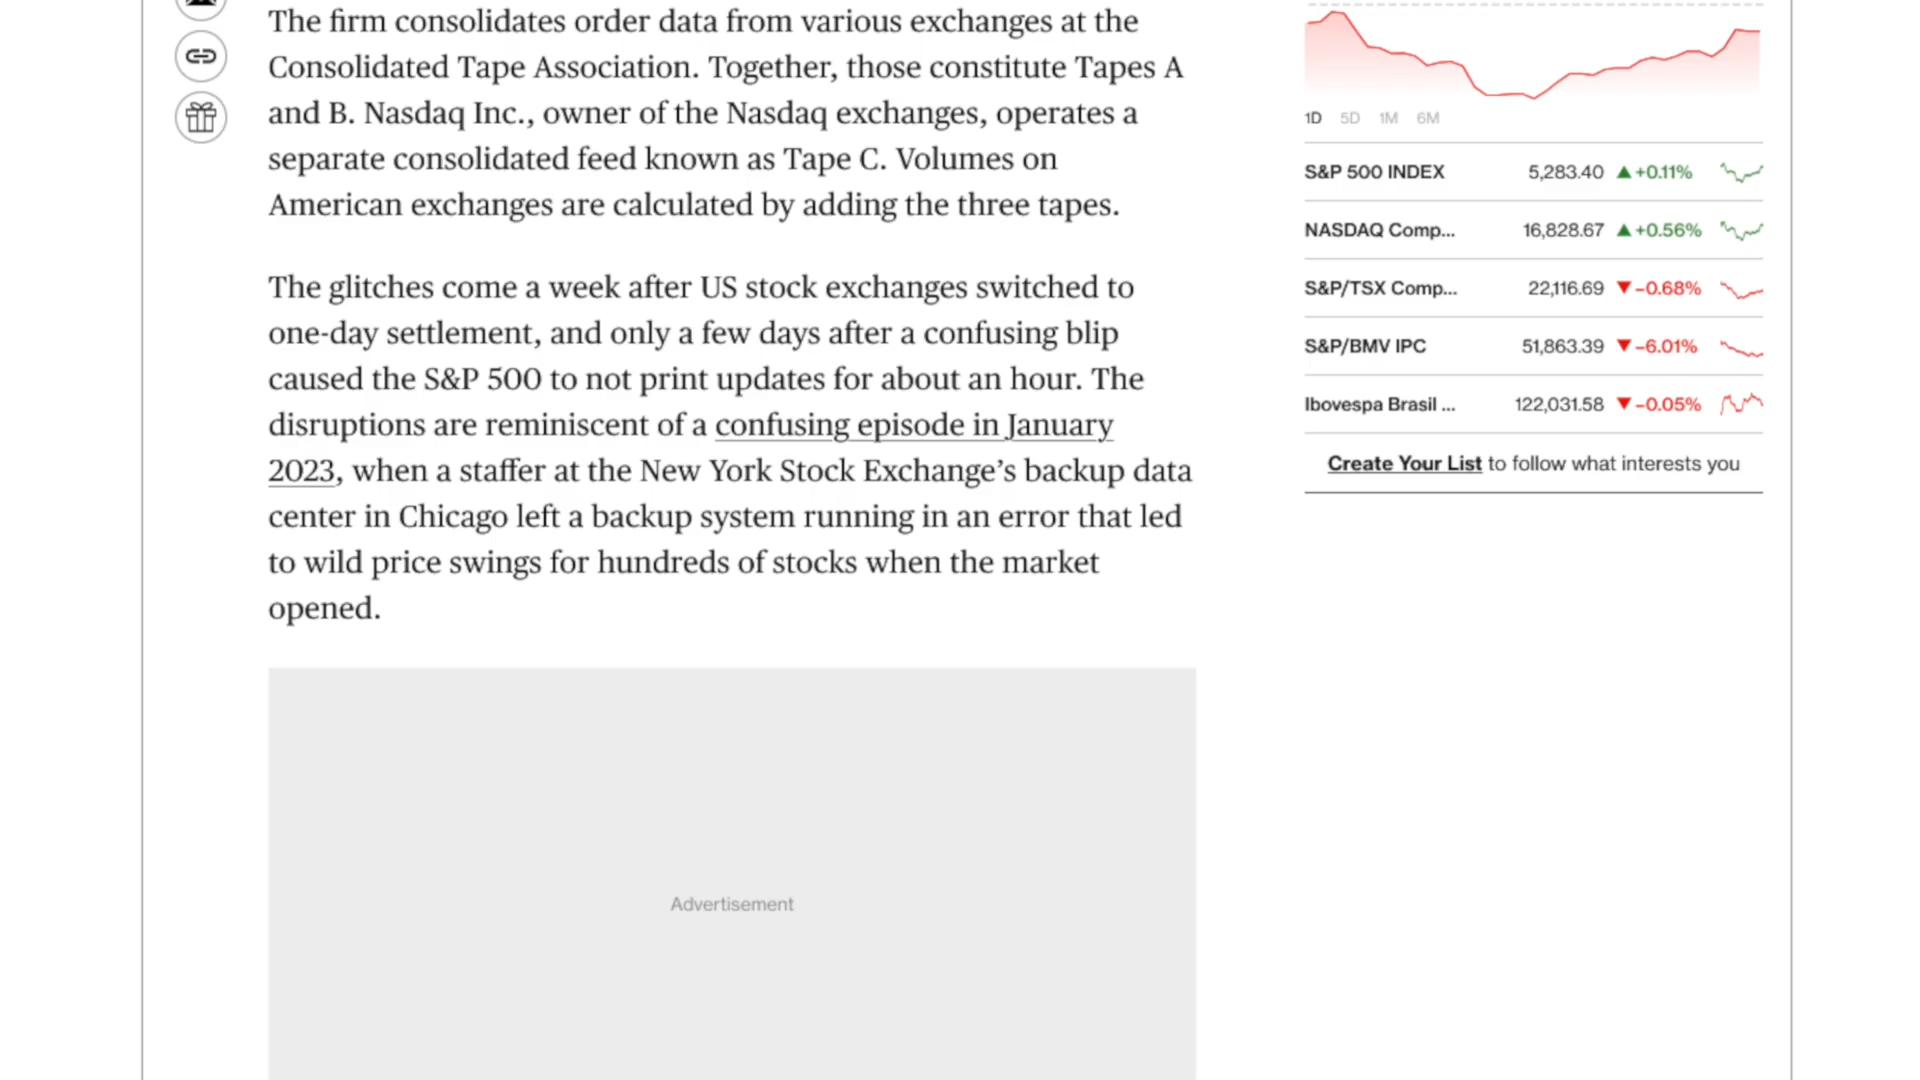 The firm consolidates order data from various exchanges at the
Consolidated Tape Association. Together, those constitute Tapes A
and B. Nasdaq Inc., owner of the Nasdaq exchanges, operates a
separate consolidated feed known as Tape C. Volumes on
American exchanges are calculated by adding the three tapes.
The glitches come a week after US stock exchanges switched to
one-day settlement, and only a few days after a confusing blip
caused the S&P 500 to not print updates for about an hour. The
disruptions are reminiscent of a confusing episode in January
2023, when a staffer at the New York Stock Exchange’s backup data
center in Chicago left a backup system running in an error that led
to wild price swings for hundreds of stocks when the market
opened.
Advertisement
1D 5D 1M 6M
S&P 500 INDEX 5,283.40 ▲+0.11%
NASDAQ Comp... 16,828.67 ▲+0.56%
S&P/TSX Comp... 22,116.69 ▼−0.68%
S&P/BMV IPC 51,863.39 ▼−6.01%
Ibovespa Brasil ... 122,031.58 ▼−0.05%
Create Your List to follow what interests you